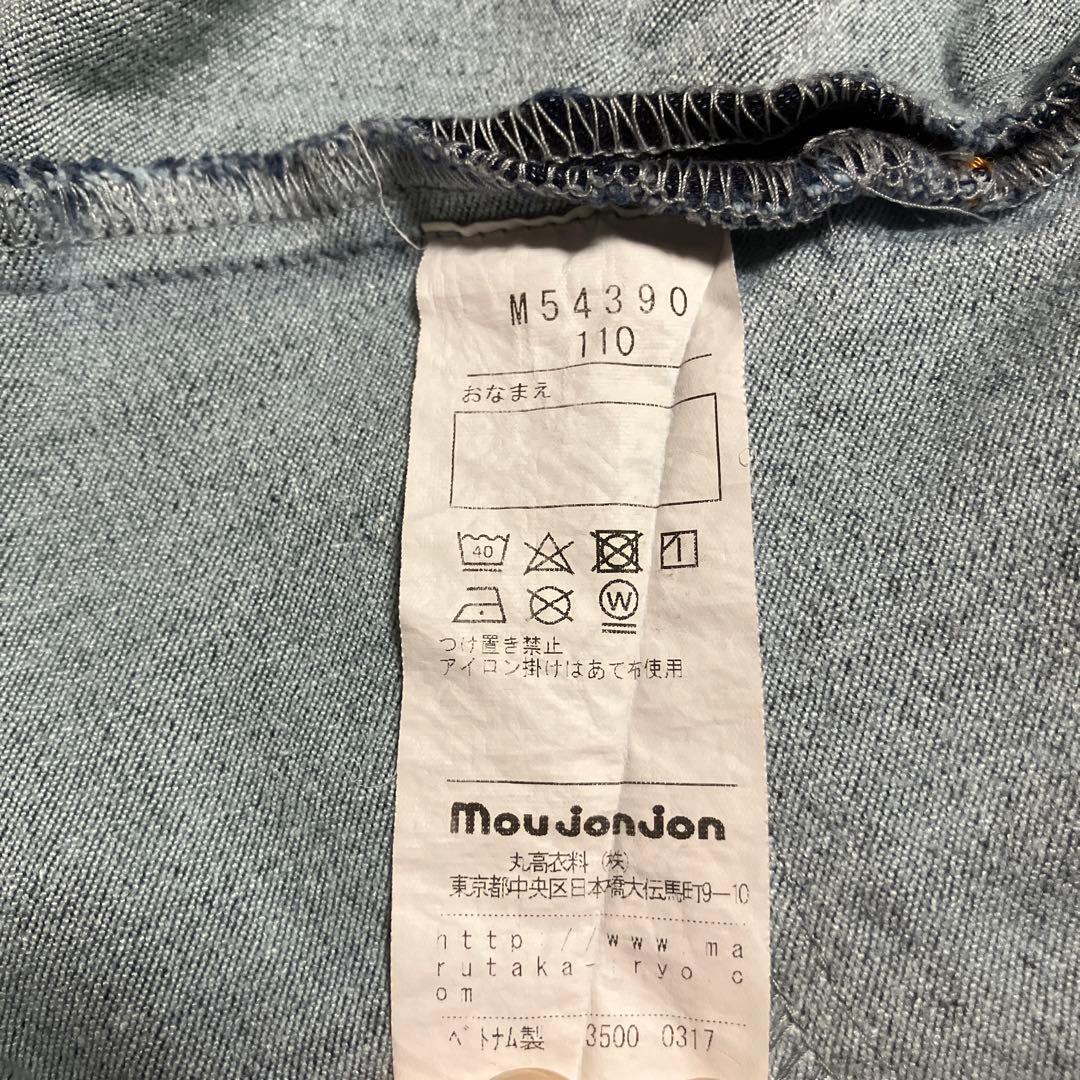 M54390
110
おなまえ
40
W
つけ置き禁止
アイロン掛けはあて布使用
moujonjon
丸高衣料(株)
東京都中央区日本橋大伝馬町9-10
http://www.ma
rutaka-iryo.c
om
ベトナム製 3500 0317